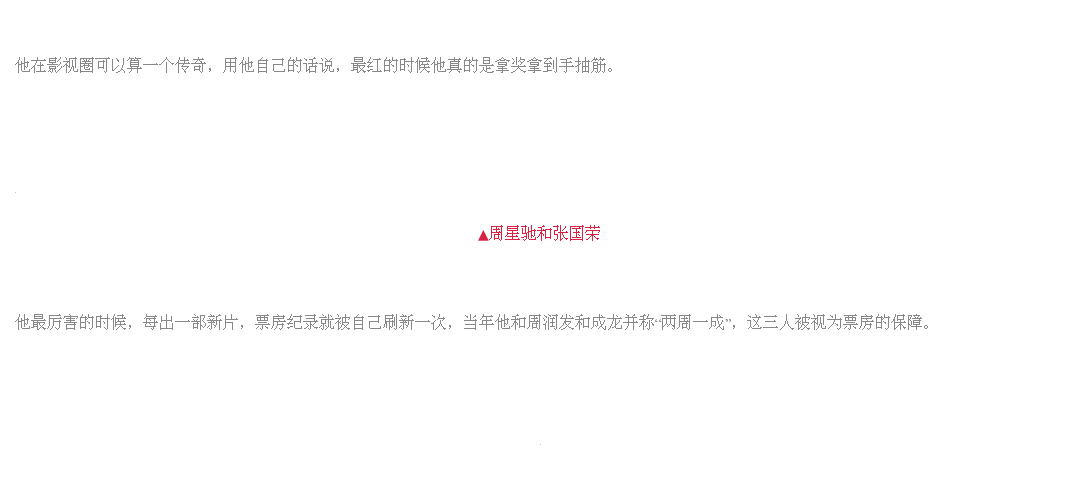 他在影视圈可以算一个传奇，用他自己的话说，最红的时候他真的是拿奖拿到手抽筋。
▲周星驰和张国荣
他最厉害的时候，每出一部新片，票房纪录就被自己刷新一次，当年他和周润发和成龙并称“两周一成”，这三人被视为票房的保障。